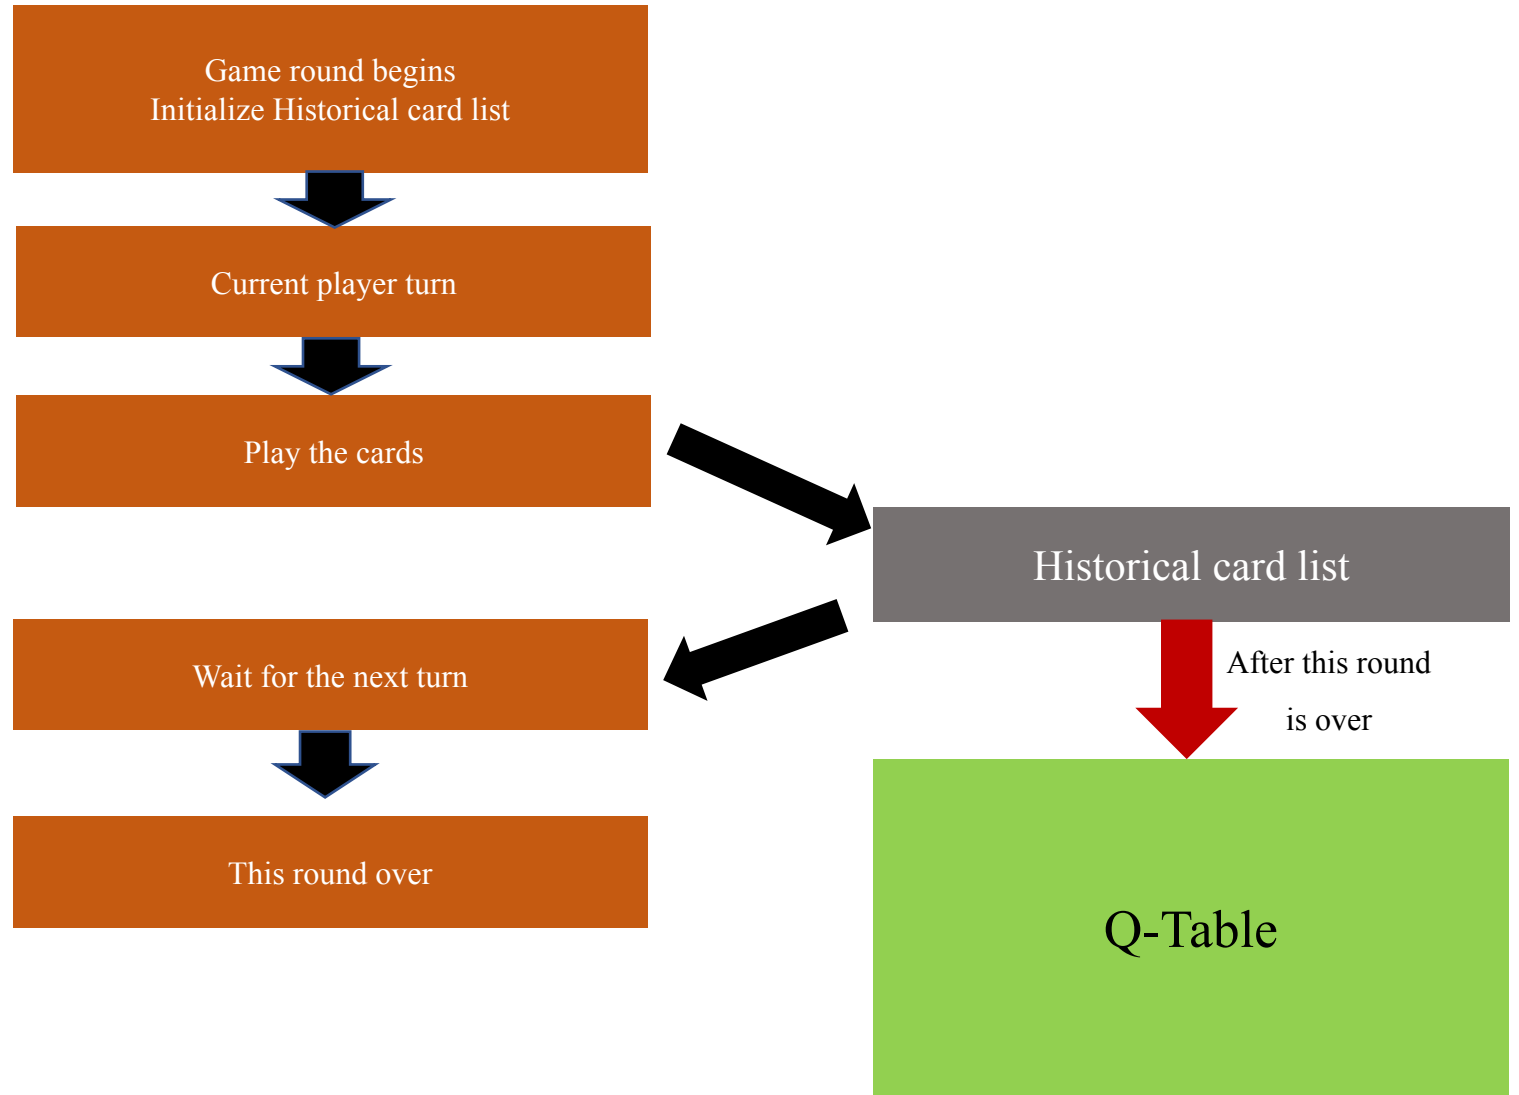 Game round begins
Initialize Historical card list
Current player turn
Play the cards
Historical card list
Wait for the next turn
After this round
is over
This round over
Q-Table